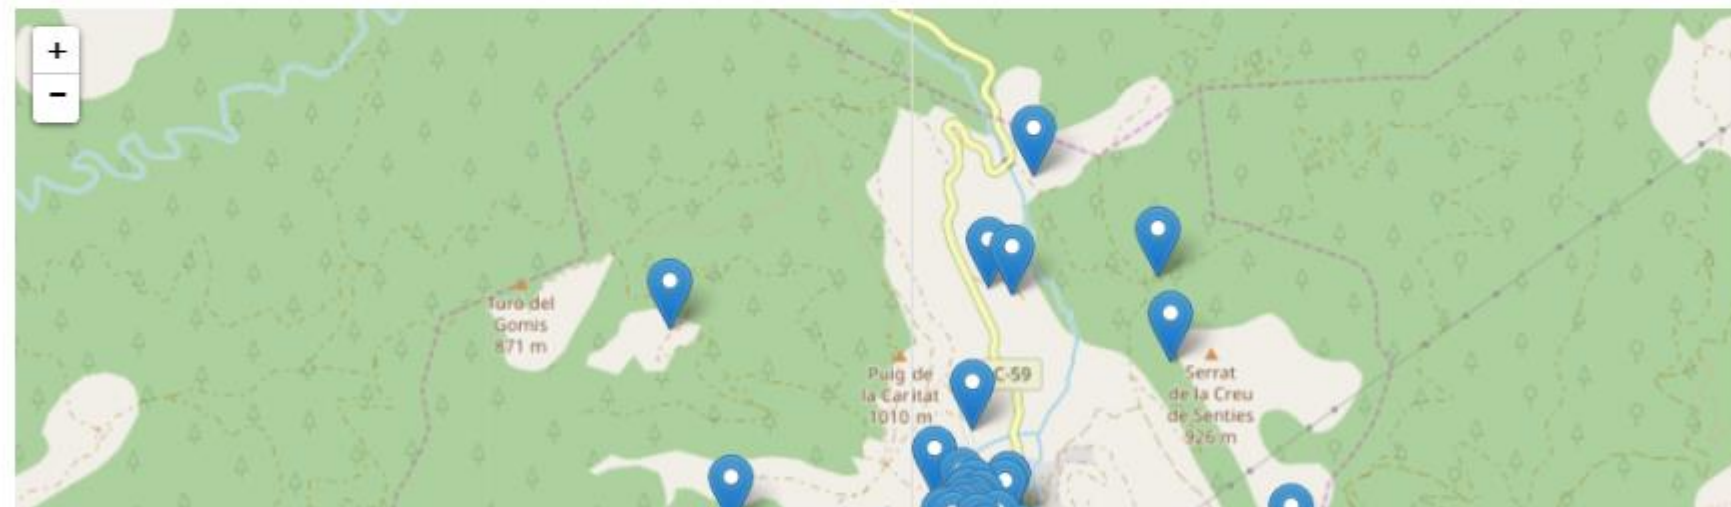 +
−
Turó del
Gomis
871 m
Puig de
la Caritat
1010 m
C-59
Serrat
de la Creu
de Senties
926 m